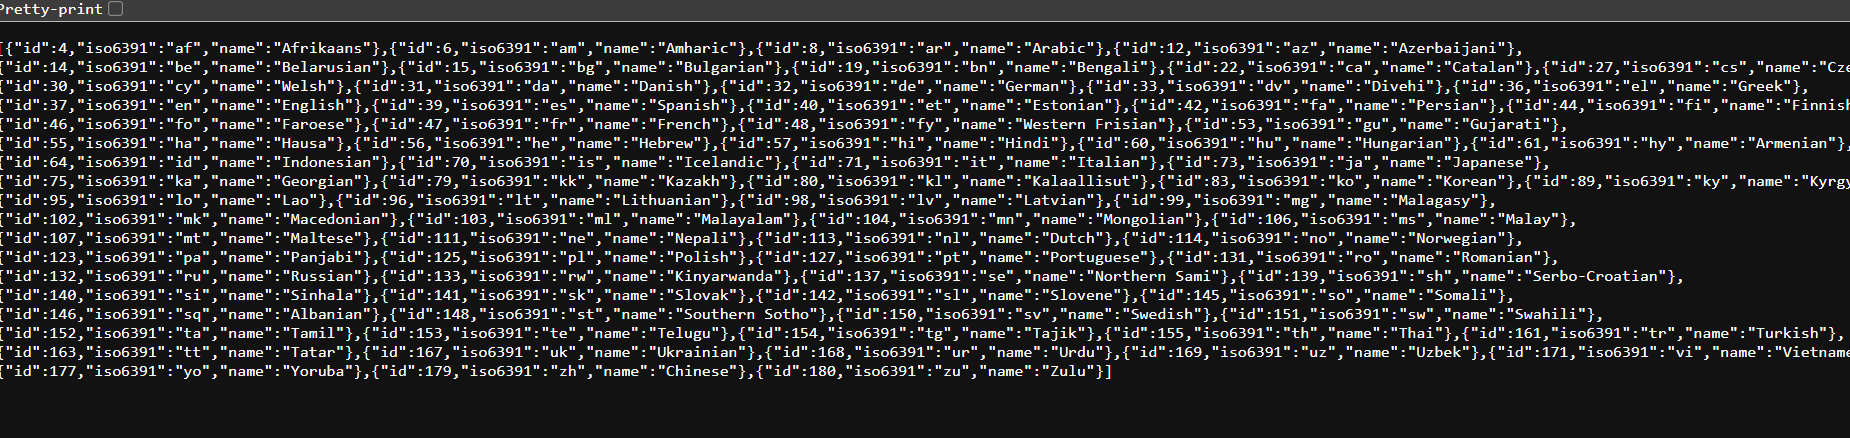 Pretty-print
[{"id":4,"iso6391":"af","name":"Afrikaans"},{"id":6,"iso6391":"am","name":"Amharic"},{"id":8,"iso6391":"ar","name":"Arabic"},{"id":12,"iso6391":"az","name":"Azerbaijani"},
{"id":14,"iso6391":"be","name":"Belarusian"},{"id":15,"iso6391":"bg","name":"Bulgarian"},{"id":19,"iso6391":"bn","name":"Bengali"},{"id":22,"iso6391":"ca","name":"Catalan"},{"id":27,"iso6391":"cs","name":"Cze
{"id":30,"iso6391":"cy","name":"Welsh"},{"id":31,"iso6391":"da","name":"Danish"},{"id":32,"iso6391":"de","name":"German"},{"id":33,"iso6391":"dv","name":"Divehi"},{"id":36,"iso6391":"el","name":"Greek"},
{"id":37,"iso6391":"en","name":"English"},{"id":39,"iso6391":"es","name":"Spanish"},{"id":40,"iso6391":"et","name":"Estonian"},{"id":42,"iso6391":"fa","name":"Persian"},{"id":44,"iso6391":"fi","name":"Finnish
{"id":46,"iso6391":"fo","name":"Faroese"},{"id":47,"iso6391":"fr","name":"French"},{"id":48,"iso6391":"fy","name":"Western Frisian"},{"id":53,"iso6391":"gu","name":"Gujarati"},
{"id":55,"iso6391":"ha","name":"Hausa"},{"id":56,"iso6391":"he","name":"Hebrew"},{"id":57,"iso6391":"hi","name":"Hindi"},{"id":60,"iso6391":"hu","name":"Hungarian"},{"id":61,"iso6391":"hy","name":"Armenian"},
{"id":64,"iso6391":"id","name":"Indonesian"},{"id":70,"iso6391":"is","name":"Icelandic"},{"id":71,"iso6391":"it","name":"Italian"},{"id":73,"iso6391":"ja","name":"Japanese"},
{"id":75,"iso6391":"ka","name":"Georgian"},{"id":79,"iso6391":"kk","name":"Kazakh"},{"id":80,"iso6391":"kl","name":"Kalaallisut"},{"id":83,"iso6391":"ko","name":"Korean"},{"id":89,"iso6391":"ky","name":"Kyrgy
{"id":95,"iso6391":"lo","name":"Lao"},{"id":96,"iso6391":"lt","name":"Lithuanian"},{"id":98,"iso6391":"lv","name":"Latvian"},{"id":99,"iso6391":"mg","name":"Malagasy"},
{"id":102,"iso6391":"mk","name":"Macedonian"},{"id":103,"iso6391":"ml","name":"Malayalam"},{"id":104,"iso6391":"mn","name":"Mongolian"},{"id":106,"iso6391":"ms","name":"Malay"},
{"id":107,"iso6391":"mt","name":"Maltese"},{"id":111,"iso6391":"ne","name":"Nepali"},{"id":113,"iso6391":"nl","name":"Dutch"},{"id":114,"iso6391":"no","name":"Norwegian"},
{"id":123,"iso6391":"pa","name":"Panjabi"},{"id":125,"iso6391":"pl","name":"Polish"},{"id":127,"iso6391":"pt","name":"Portuguese"},{"id":131,"iso6391":"ro","name":"Romanian"},
{"id":132,"iso6391":"ru","name":"Russian"},{"id":133,"iso6391":"rw","name":"Kinyarwanda"},{"id":137,"iso6391":"se","name":"Northern Sami"},{"id":139,"iso6391":"sh","name":"Serbo-Croatian"},
{"id":140,"iso6391":"si","name":"Sinhala"},{"id":141,"iso6391":"sk","name":"Slovak"},{"id":142,"iso6391":"sl","name":"Slovene"},{"id":145,"iso6391":"so","name":"Somali"},
{"id":146,"iso6391":"sq","name":"Albanian"},{"id":148,"iso6391":"st","name":"Southern Sotho"},{"id":150,"iso6391":"sv","name":"Swedish"},{"id":151,"iso6391":"sw","name":"Swahili"},
{"id":152,"iso6391":"ta","name":"Tamil"},{"id":153,"iso6391":"te","name":"Telugu"},{"id":154,"iso6391":"tg","name":"Tajik"},{"id":155,"iso6391":"th","name":"Thai"},{"id":161,"iso6391":"tr","name":"Turkish"},
{"id":163,"iso6391":"tt","name":"Tatar"},{"id":167,"iso6391":"uk","name":"Ukrainian"},{"id":168,"iso6391":"ur","name":"Urdu"},{"id":169,"iso6391":"uz","name":"Uzbek"},{"id":171,"iso6391":"vi","name":"Vietname
{"id":177,"iso6391":"yo","name":"Yoruba"},{"id":179,"iso6391":"zh","name":"Chinese"},{"id":180,"iso6391":"zu","name":"Zulu"}]